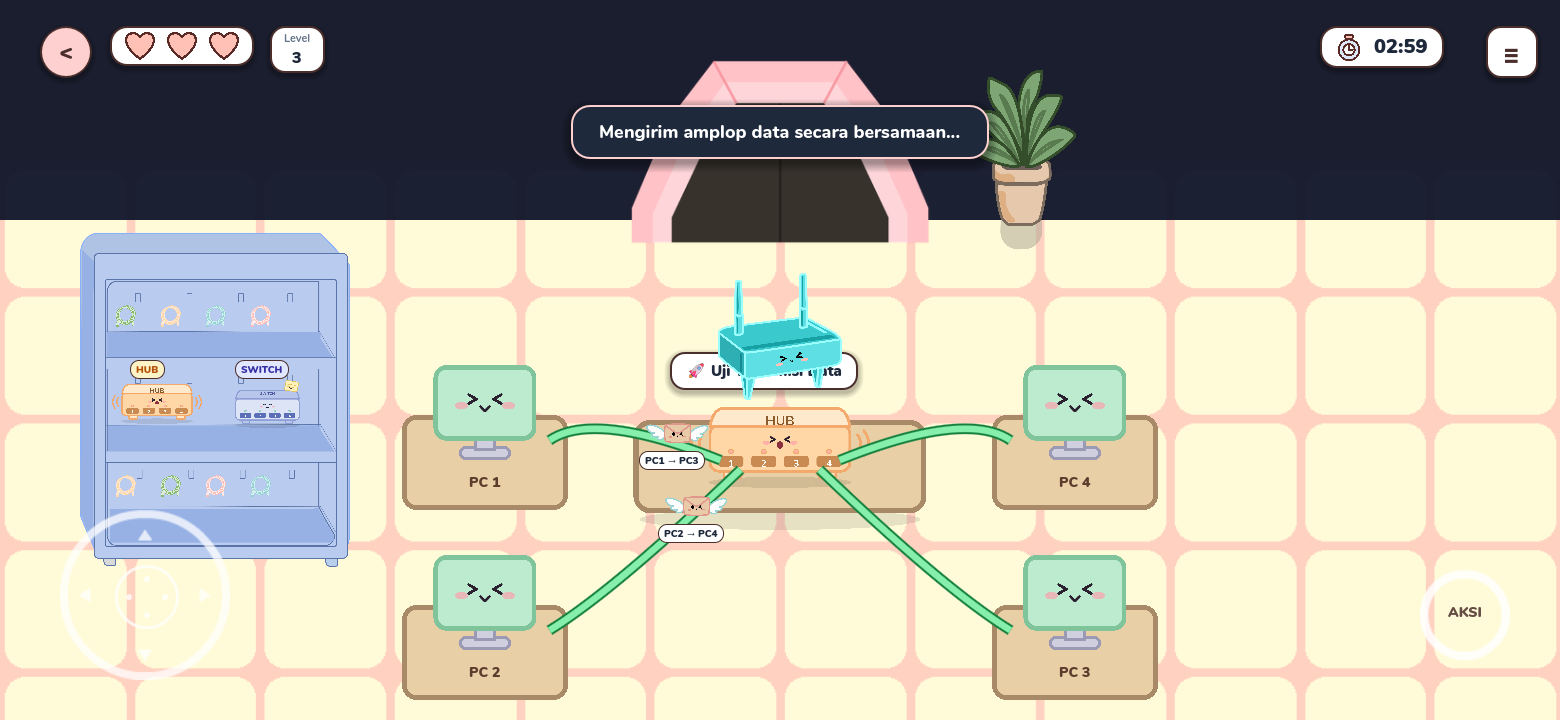 <
Level
3
02:59
Mengirim amplop data secara bersamaan...
HUB
SWITCH
HUB
🚀 Uji
HUB
1 2 3 4
PC1 → PC3
PC2 → PC4
PC 1
PC 4
PC 2
PC 3
AKSI